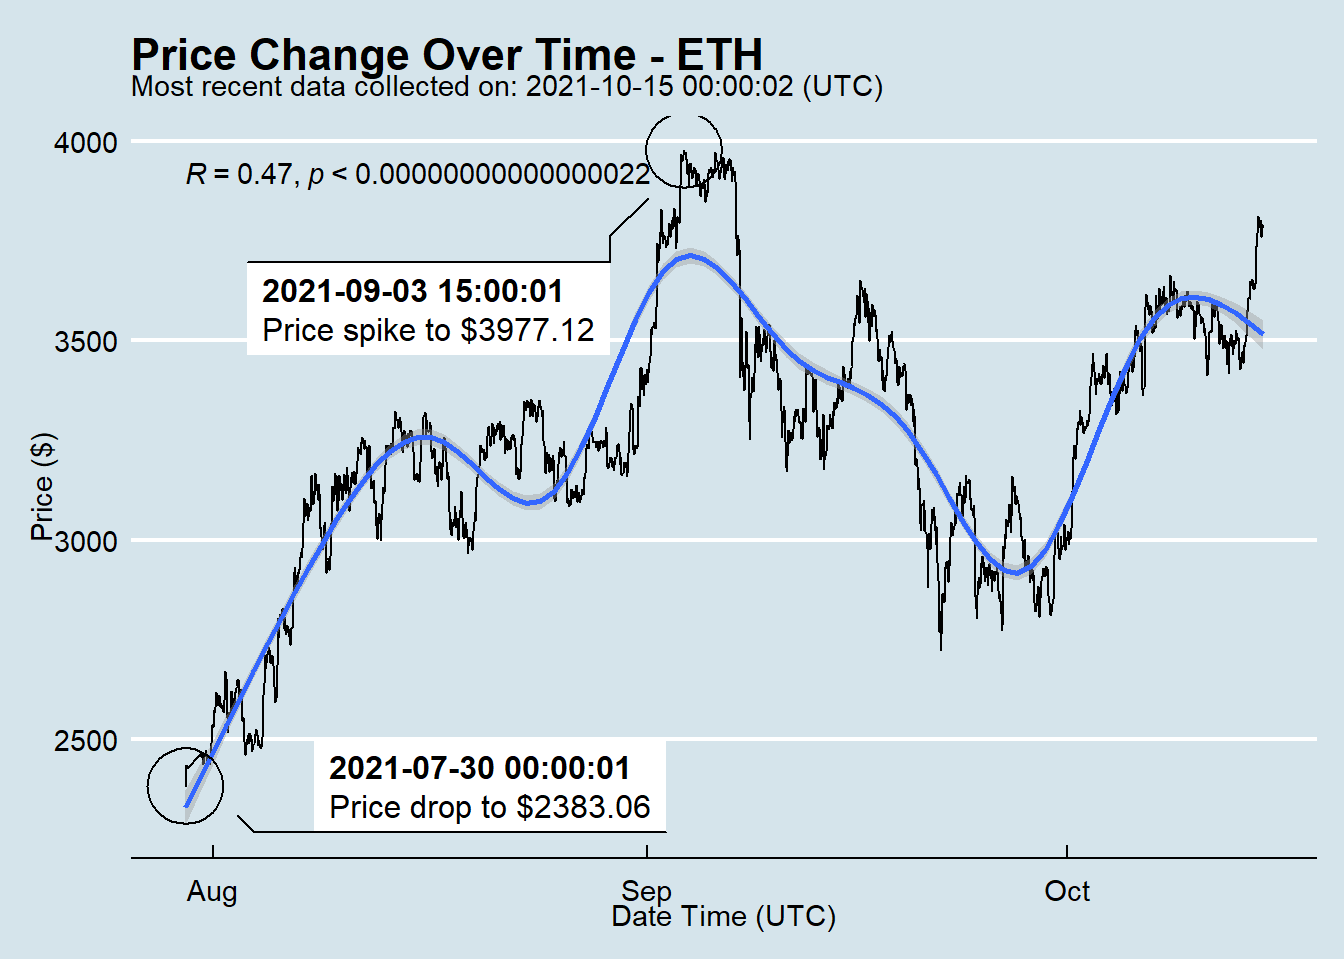 Price Change Over Time - ETH
Most recent data collected on: 2021-10-15 00:00:02 (UTC)
4000
R = 0.47, p < 0.00000000000000022
2021-09-03 15:00:01
Price spike to $3977.12
3500
Price ($)
3000
2500
2021-07-30 00:00:01
Price drop to $2383.06
Aug Sep Oct
Date Time (UTC)